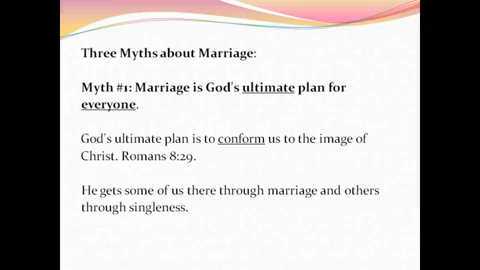 Three Myths about Marriage:
Myth #1: Marriage is God's ultimate plan for
everyone.
God's ultimate plan is to conform us to the image of
Christ. Romans 8:29.
He gets some of us there through marriage and others
through singleness.